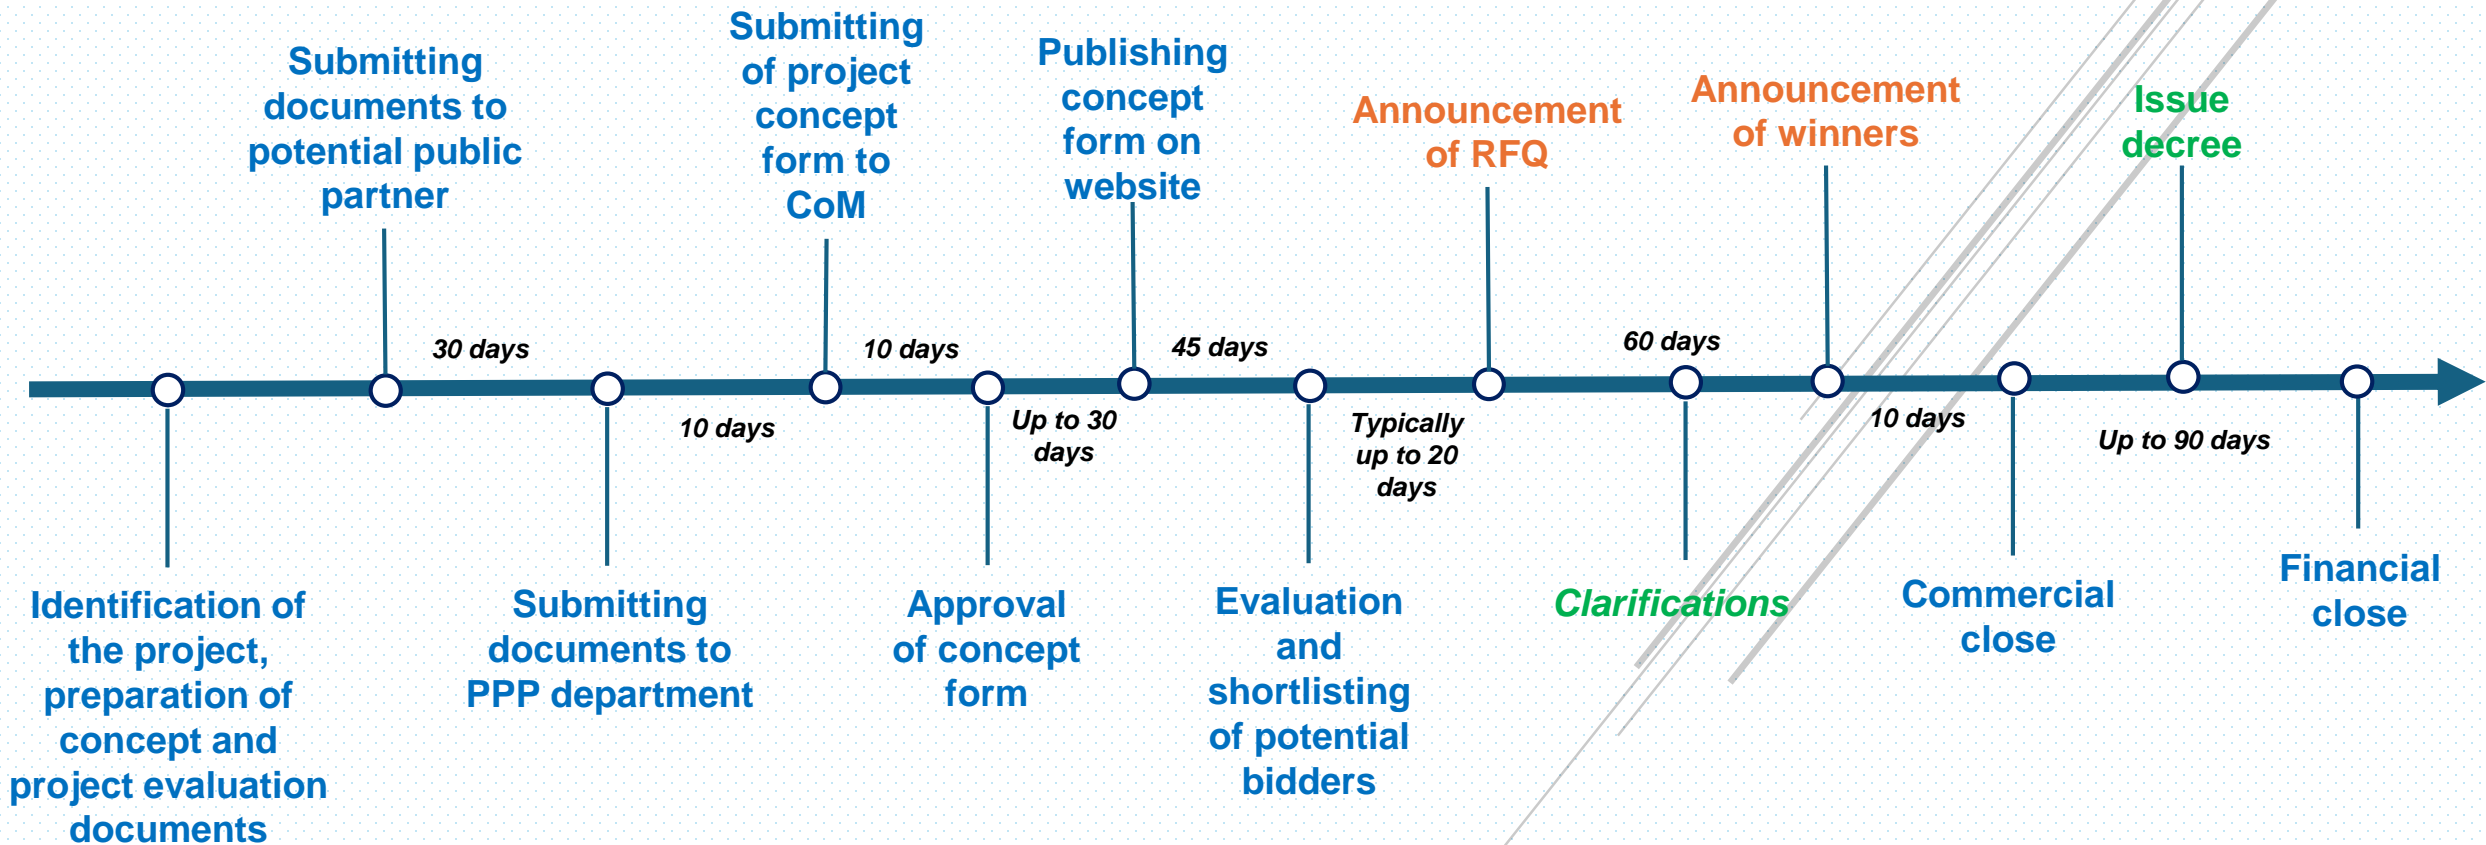 Submitting
documents to
potential public
partner
Submitting
of project
concept
form to
CoM
Publishing
concept
form on
website
Announcement
of RFQ
Announcement
of winners
Issue
decree
30 days
10 days
10 days
Up to 30
days
45 days
Typically
up to 20
days
60 days
10 days
Up to 90 days
Identification of
the project,
preparation of
concept and
project evaluation
documents
Submitting
documents to
PPP department
Approval
of concept
form
Evaluation
and
shortlisting
of potential
bidders
Clarifications
Commercial
close
Financial
close